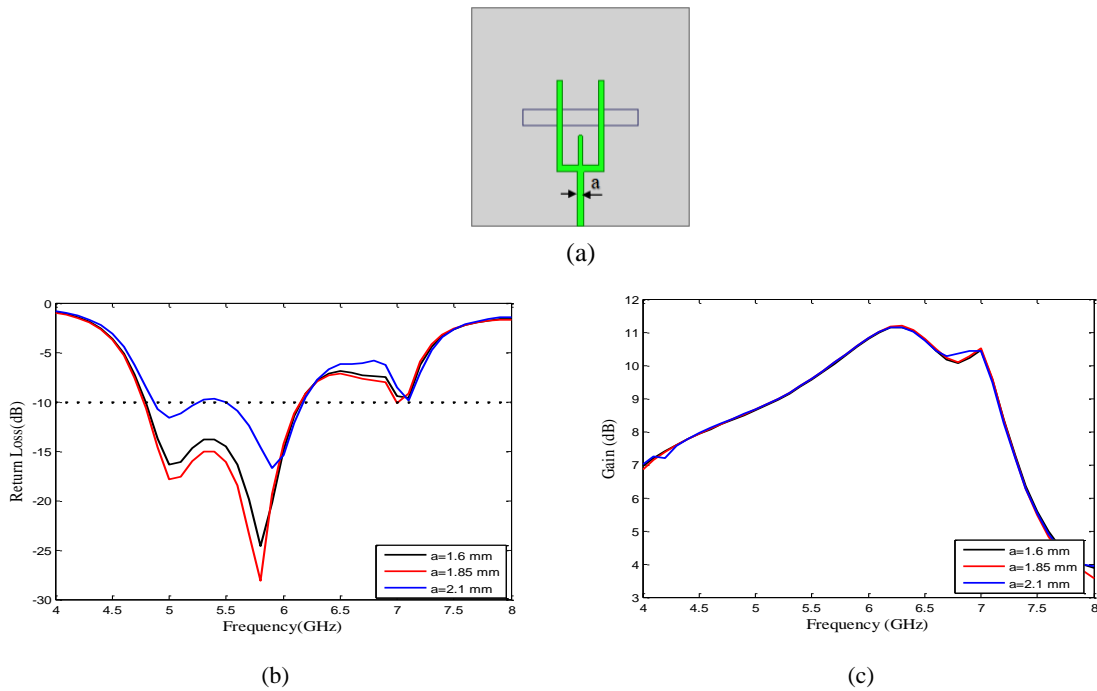 a
(a)
0
-5
-10
-15
-20
-25
-30
Return Loss(dB)
4
4.5
5
5.5
6
6.5
7
7.5
8
Frequency(GHz)
a=1.6 mm
a=1.85 mm
a=2.1 mm
(b)
12
11
10
9
8
7
6
5
4
3
Gain (dB)
4
4.5
5
5.5
6
6.5
7
7.5
8
Frequency (GHz)
a=1.6 mm
a=1.85 mm
a=2.1 mm
(c)